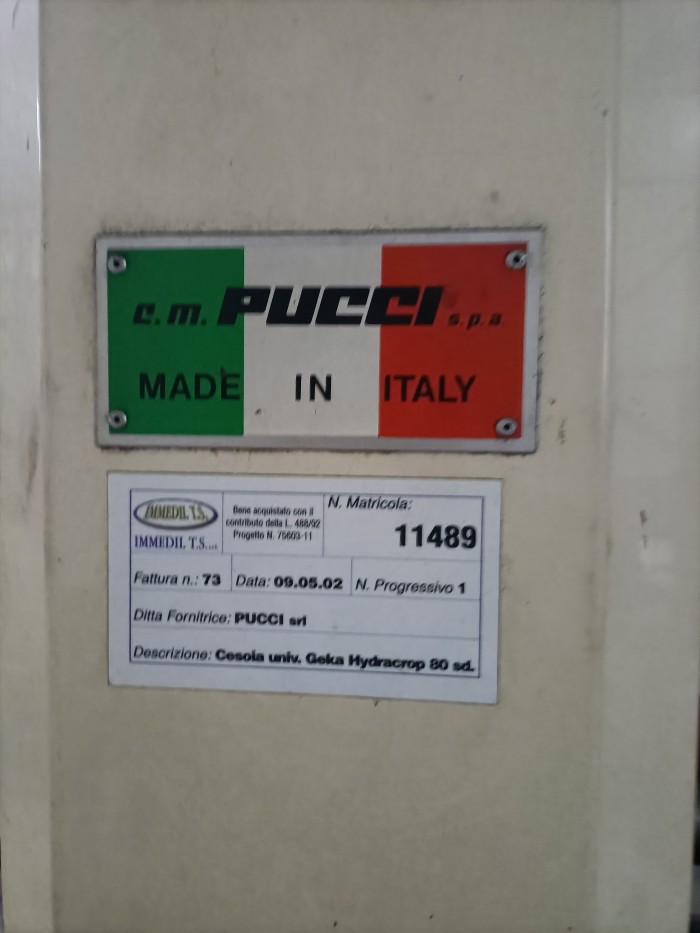 c.m. PUCCI s.p.a.
MADE IN ITALY
IMMEDIL T.S.
IMMEDIL T.S. s.r.l.
Bene acquistato con il
contributo della L. 488/92
Progetto N. 75603-11
N. Matricola:
11489
Fattura n.: 73 Data: 09.05.02 N. Progressivo 1
Ditta Fornitrice: PUCCI srl
Descrizione: Cesoia univ. Geka Hydracrop 80 sd.